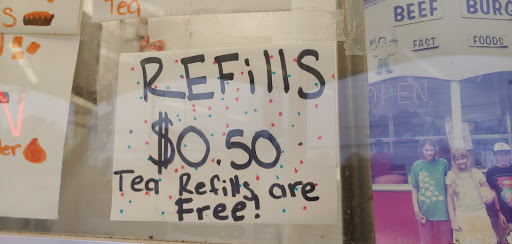 Tea
REFillS
$0.50
Tea Refills are
Free!
BEEF BURG
FAST FOODS
OPEN